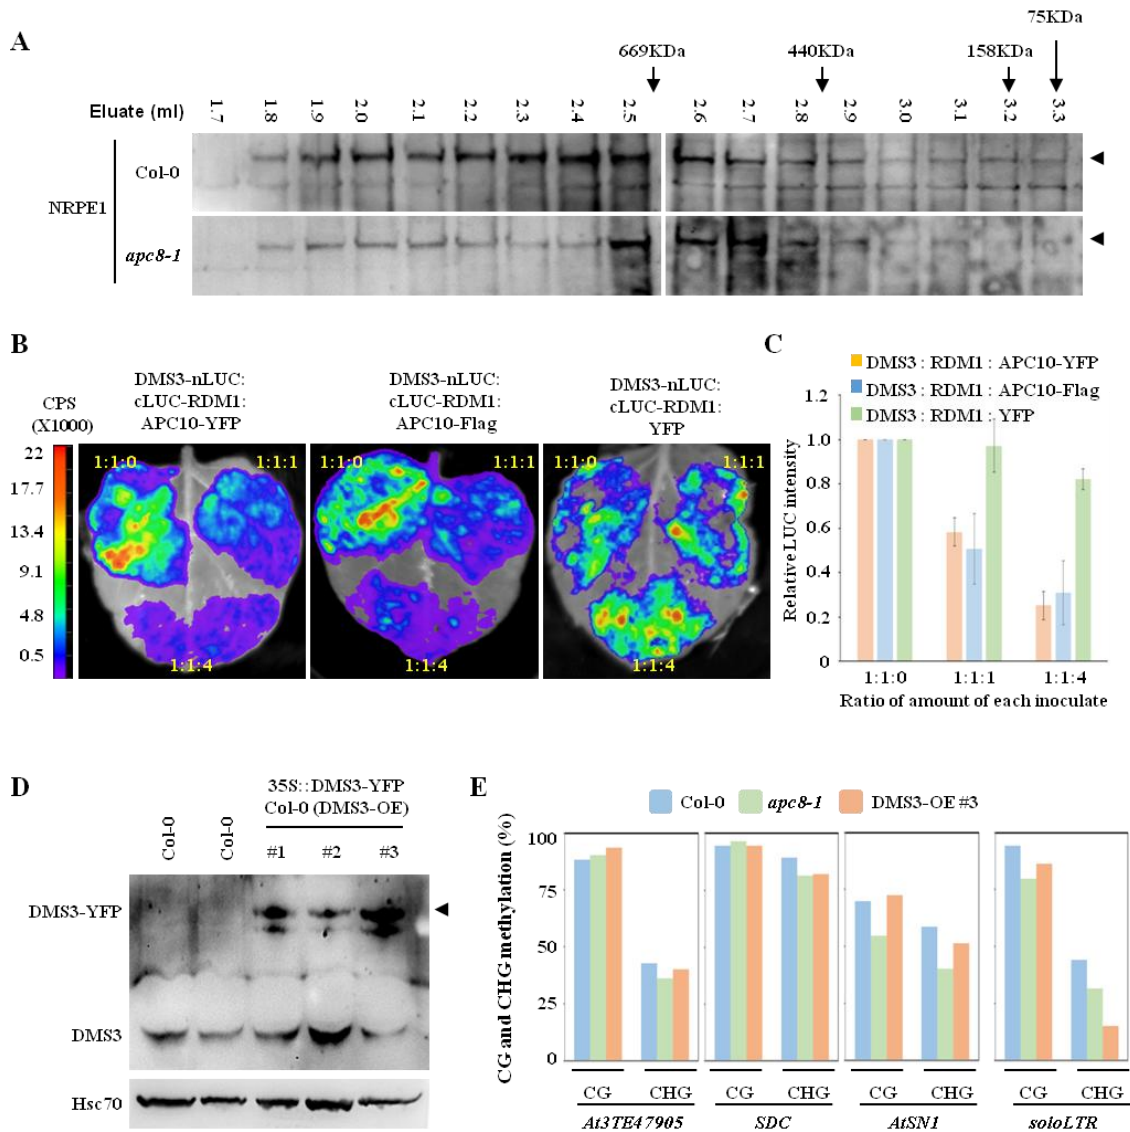 A
75KDa
669KDa
440KDa
158KDa
Eluate (ml)
1.7
1.8
1.9
2.0
2.1
2.2
2.3
2.4
2.5
2.6
2.7
2.8
2.9
3.0
3.1
3.2
3.3
NRPE1
Col-0
apc8-1
B
DMS3-nLUC:
cLUC-RDM1:
APC10-YFP
DMS3-nLUC:
cLUC-RDM1:
APC10-Flag
DMS3-nLUC:
cLUC-RDM1:
YFP
CPS
(X1000)
22
17.7
13.4
9.1
4.8
0.5
1:1:0
1:1:1
1:1:4
1:1:0
1:1:1
1:1:4
1:1:0
1:1:1
1:1:4
C
DMS3 : RDM1 : APC10-YFP
DMS3 : RDM1 : APC10-Flag
DMS3 : RDM1 : YFP
Relative LUC intensity
1.2
1.0
0.8
0.6
0.4
0.2
0
1:1:0
1:1:1
1:1:4
Ratio of amount of each inoculate
D
Col-0
Col-0
35S::DMS3-YFP
Col-0 (DMS3-OE)
#1
#2
#3
DMS3-YFP
DMS3
Hsc70
E
Col-0
apc8-1
DMS3-OE #3
CG and CHG methylation (%)
100
75
50
25
0
CG
CHG
CG
CHG
CG
CHG
CG
CHG
At3TE47905
SDC
AtSN1
soloLTR